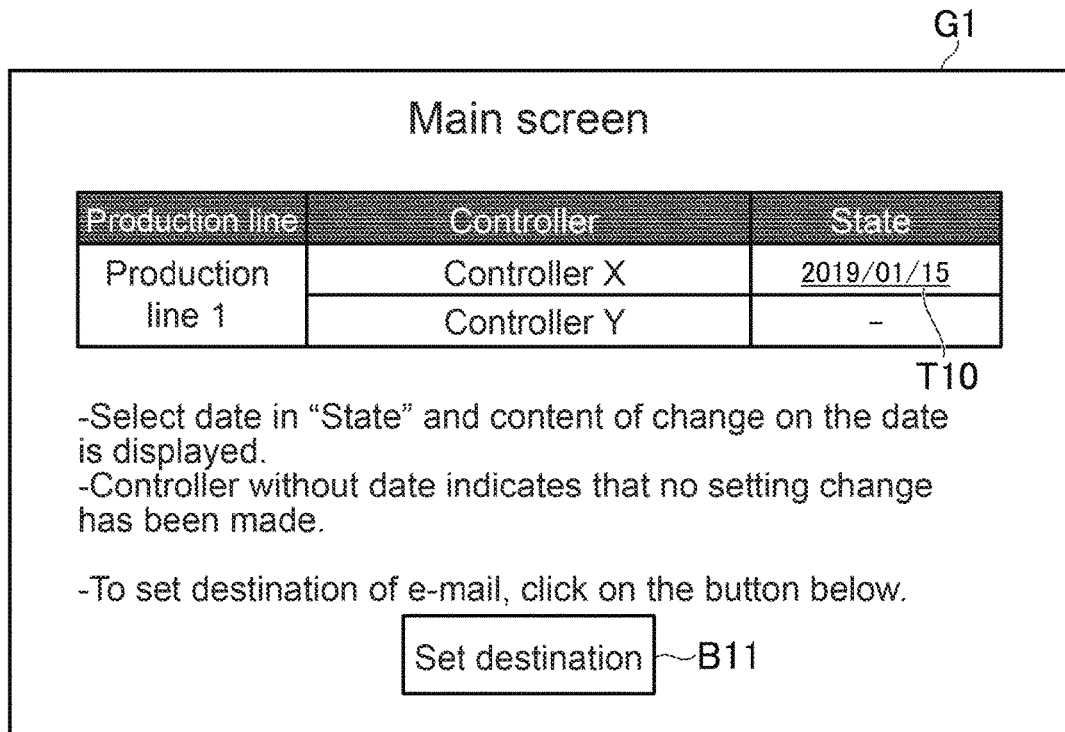 G1
Main screen
Production line Controller State
Production line 1 Controller X 2019/01/15
Controller Y -
T10
-Select date in “State” and content of change on the date
is displayed.
-Controller without date indicates that no setting change
has been made.
-To set destination of e-mail, click on the button below.
Set destination B11